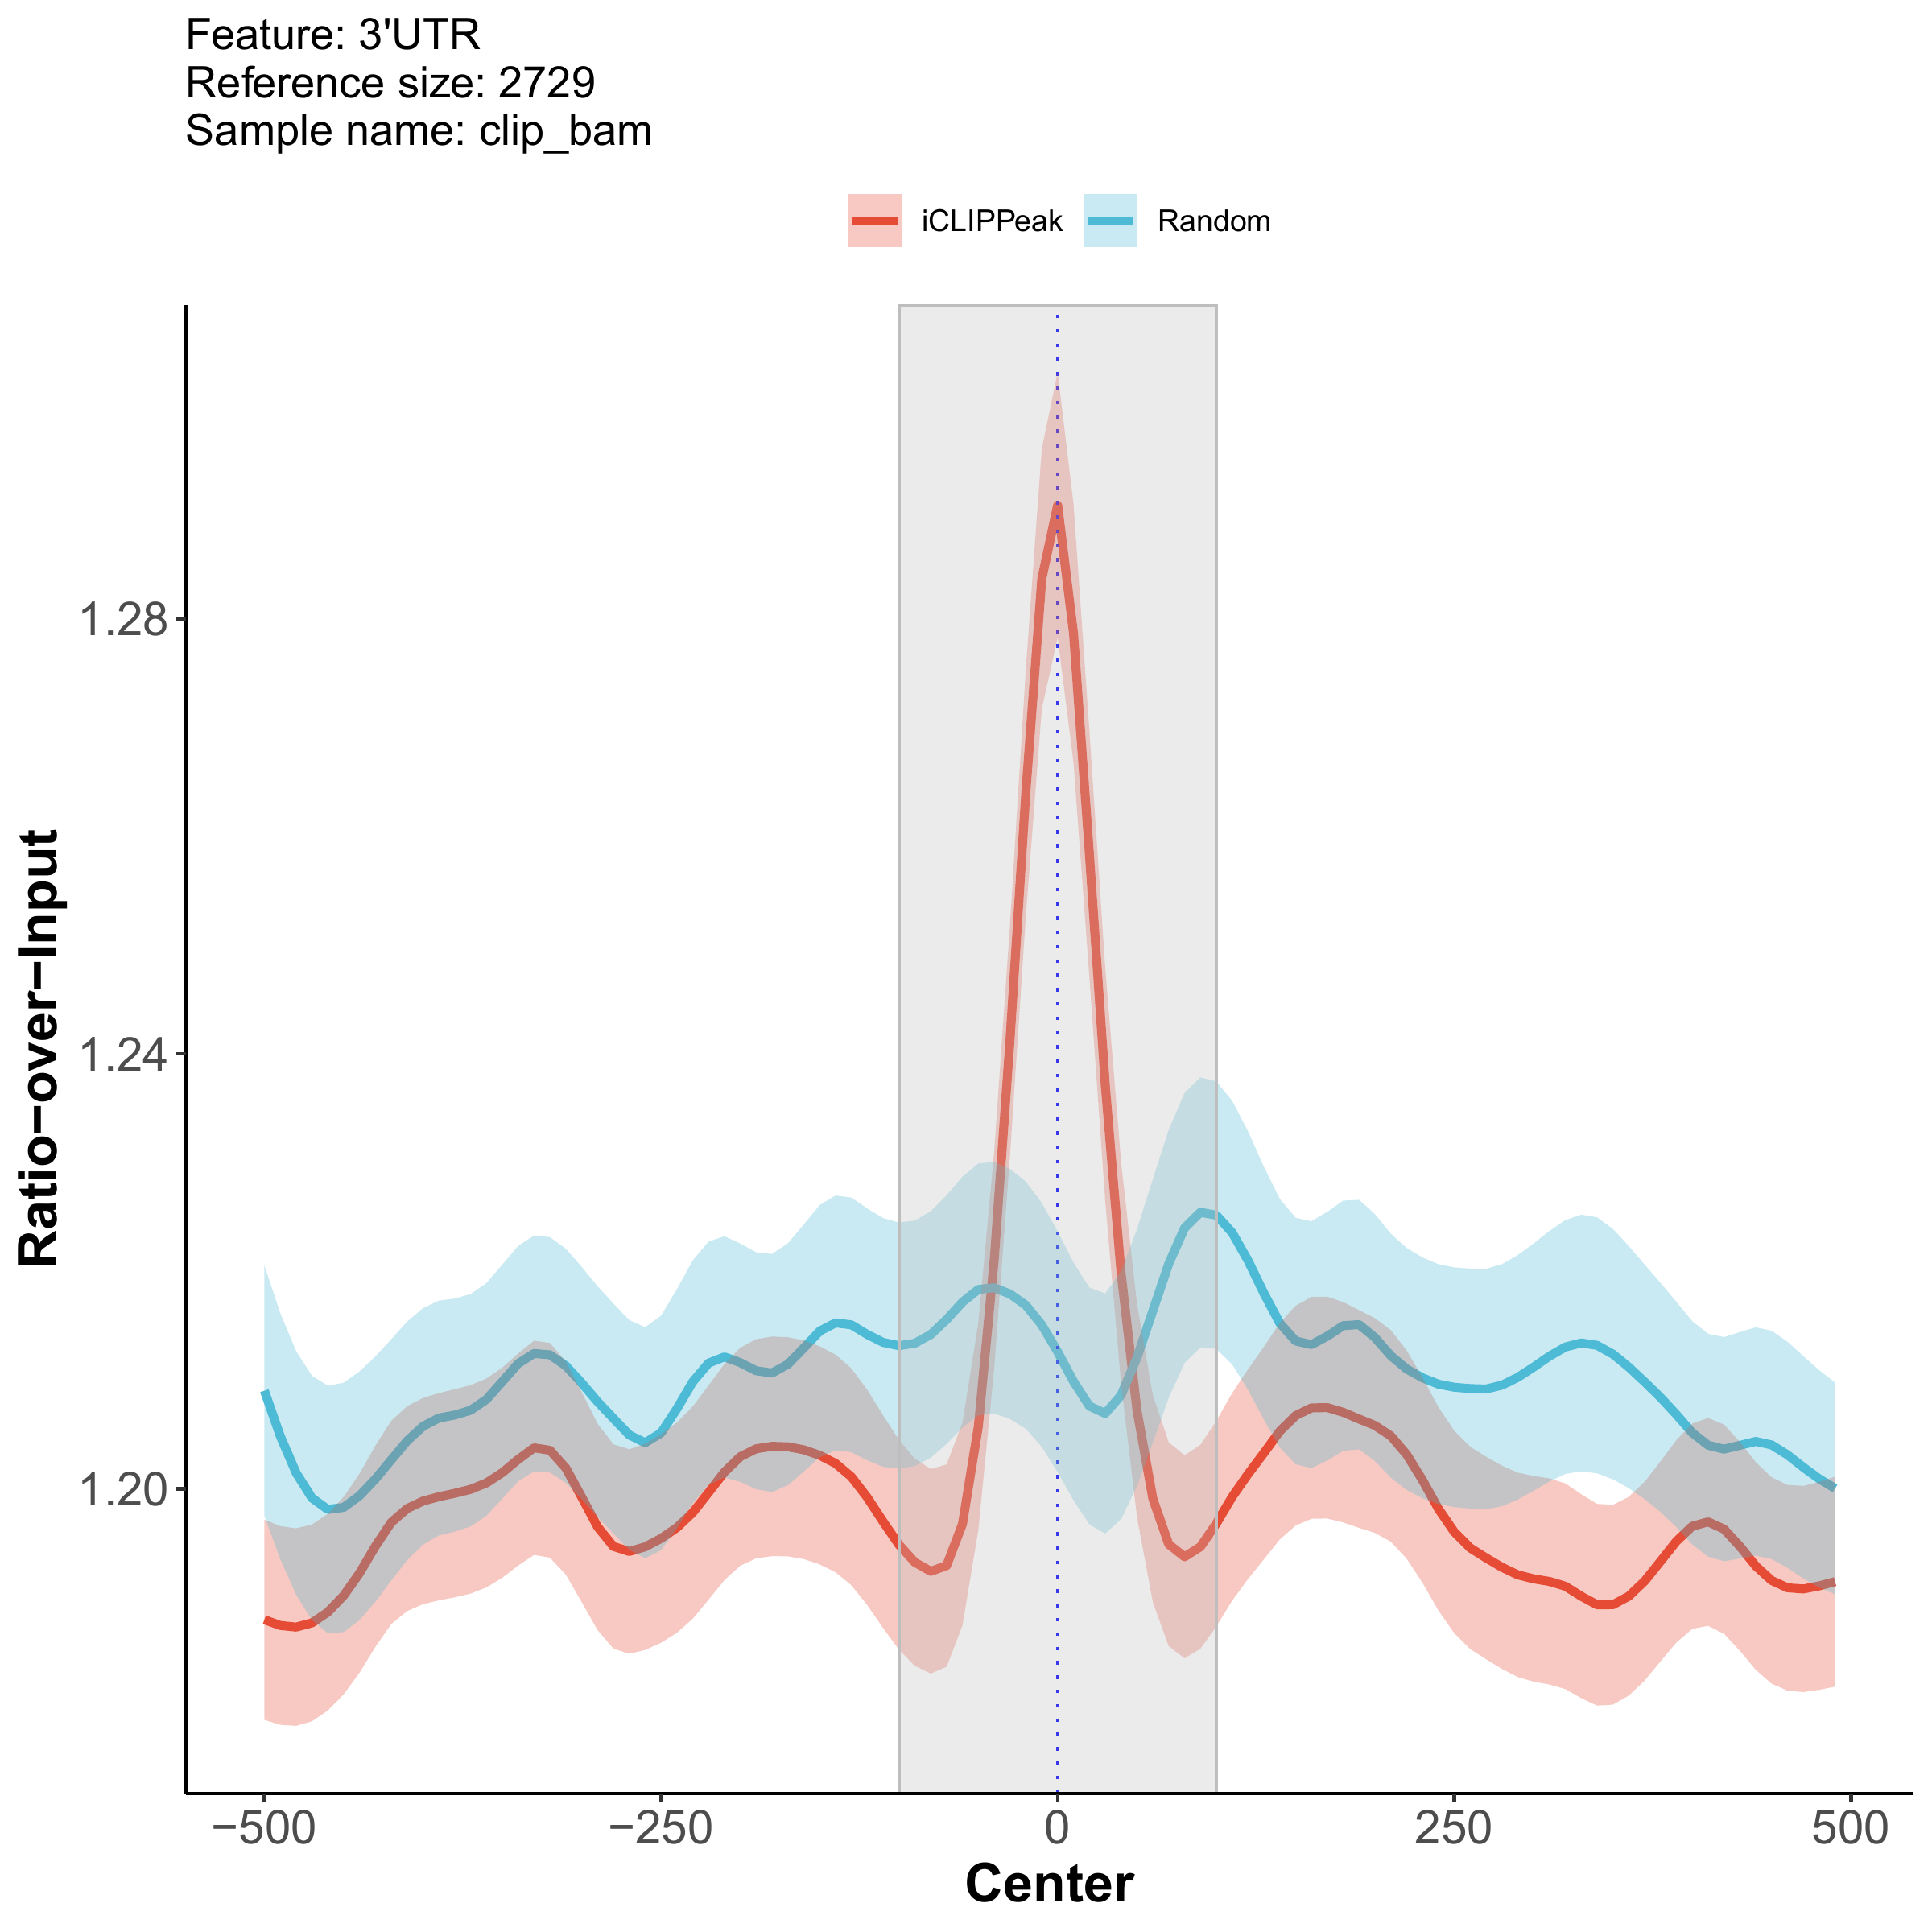 Feature: 3'UTR
Reference size: 2729
Sample name: clip_bam
iCLIPPeak Random
Ratio−over−Input
1.28
1.24
1.20
−500 −250 0 250 500
Center